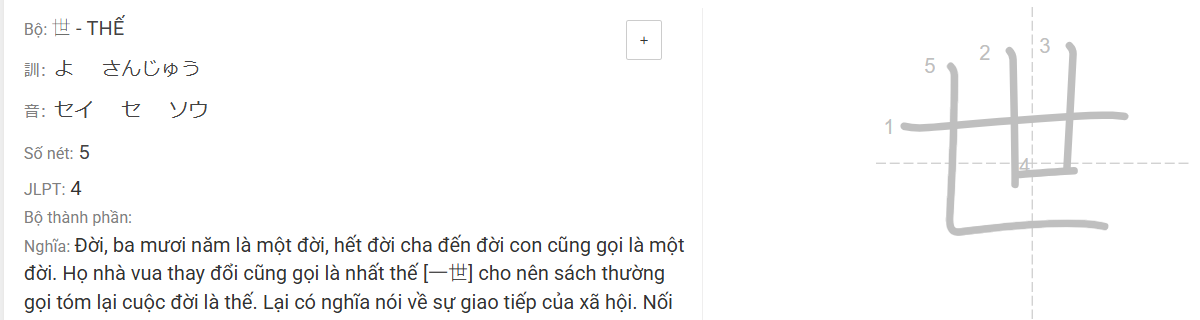 Bộ: 世 - THẾ
+
訓: よ さんじゅう
音: セイ セ ソウ
Số nét: 5
JLPT: 4
Bộ thành phần:
Nghĩa: Đời, ba mươi năm là một đời, hết đời cha đến đời con cũng gọi là một
đời. Họ nhà vua thay đổi cũng gọi là nhất thế [一世] cho nên sách thường
gọi tóm lại cuộc đời là thế. Lại có nghĩa nói về sự giao tiếp của xã hội. Nối
世
1
2
3
4
5